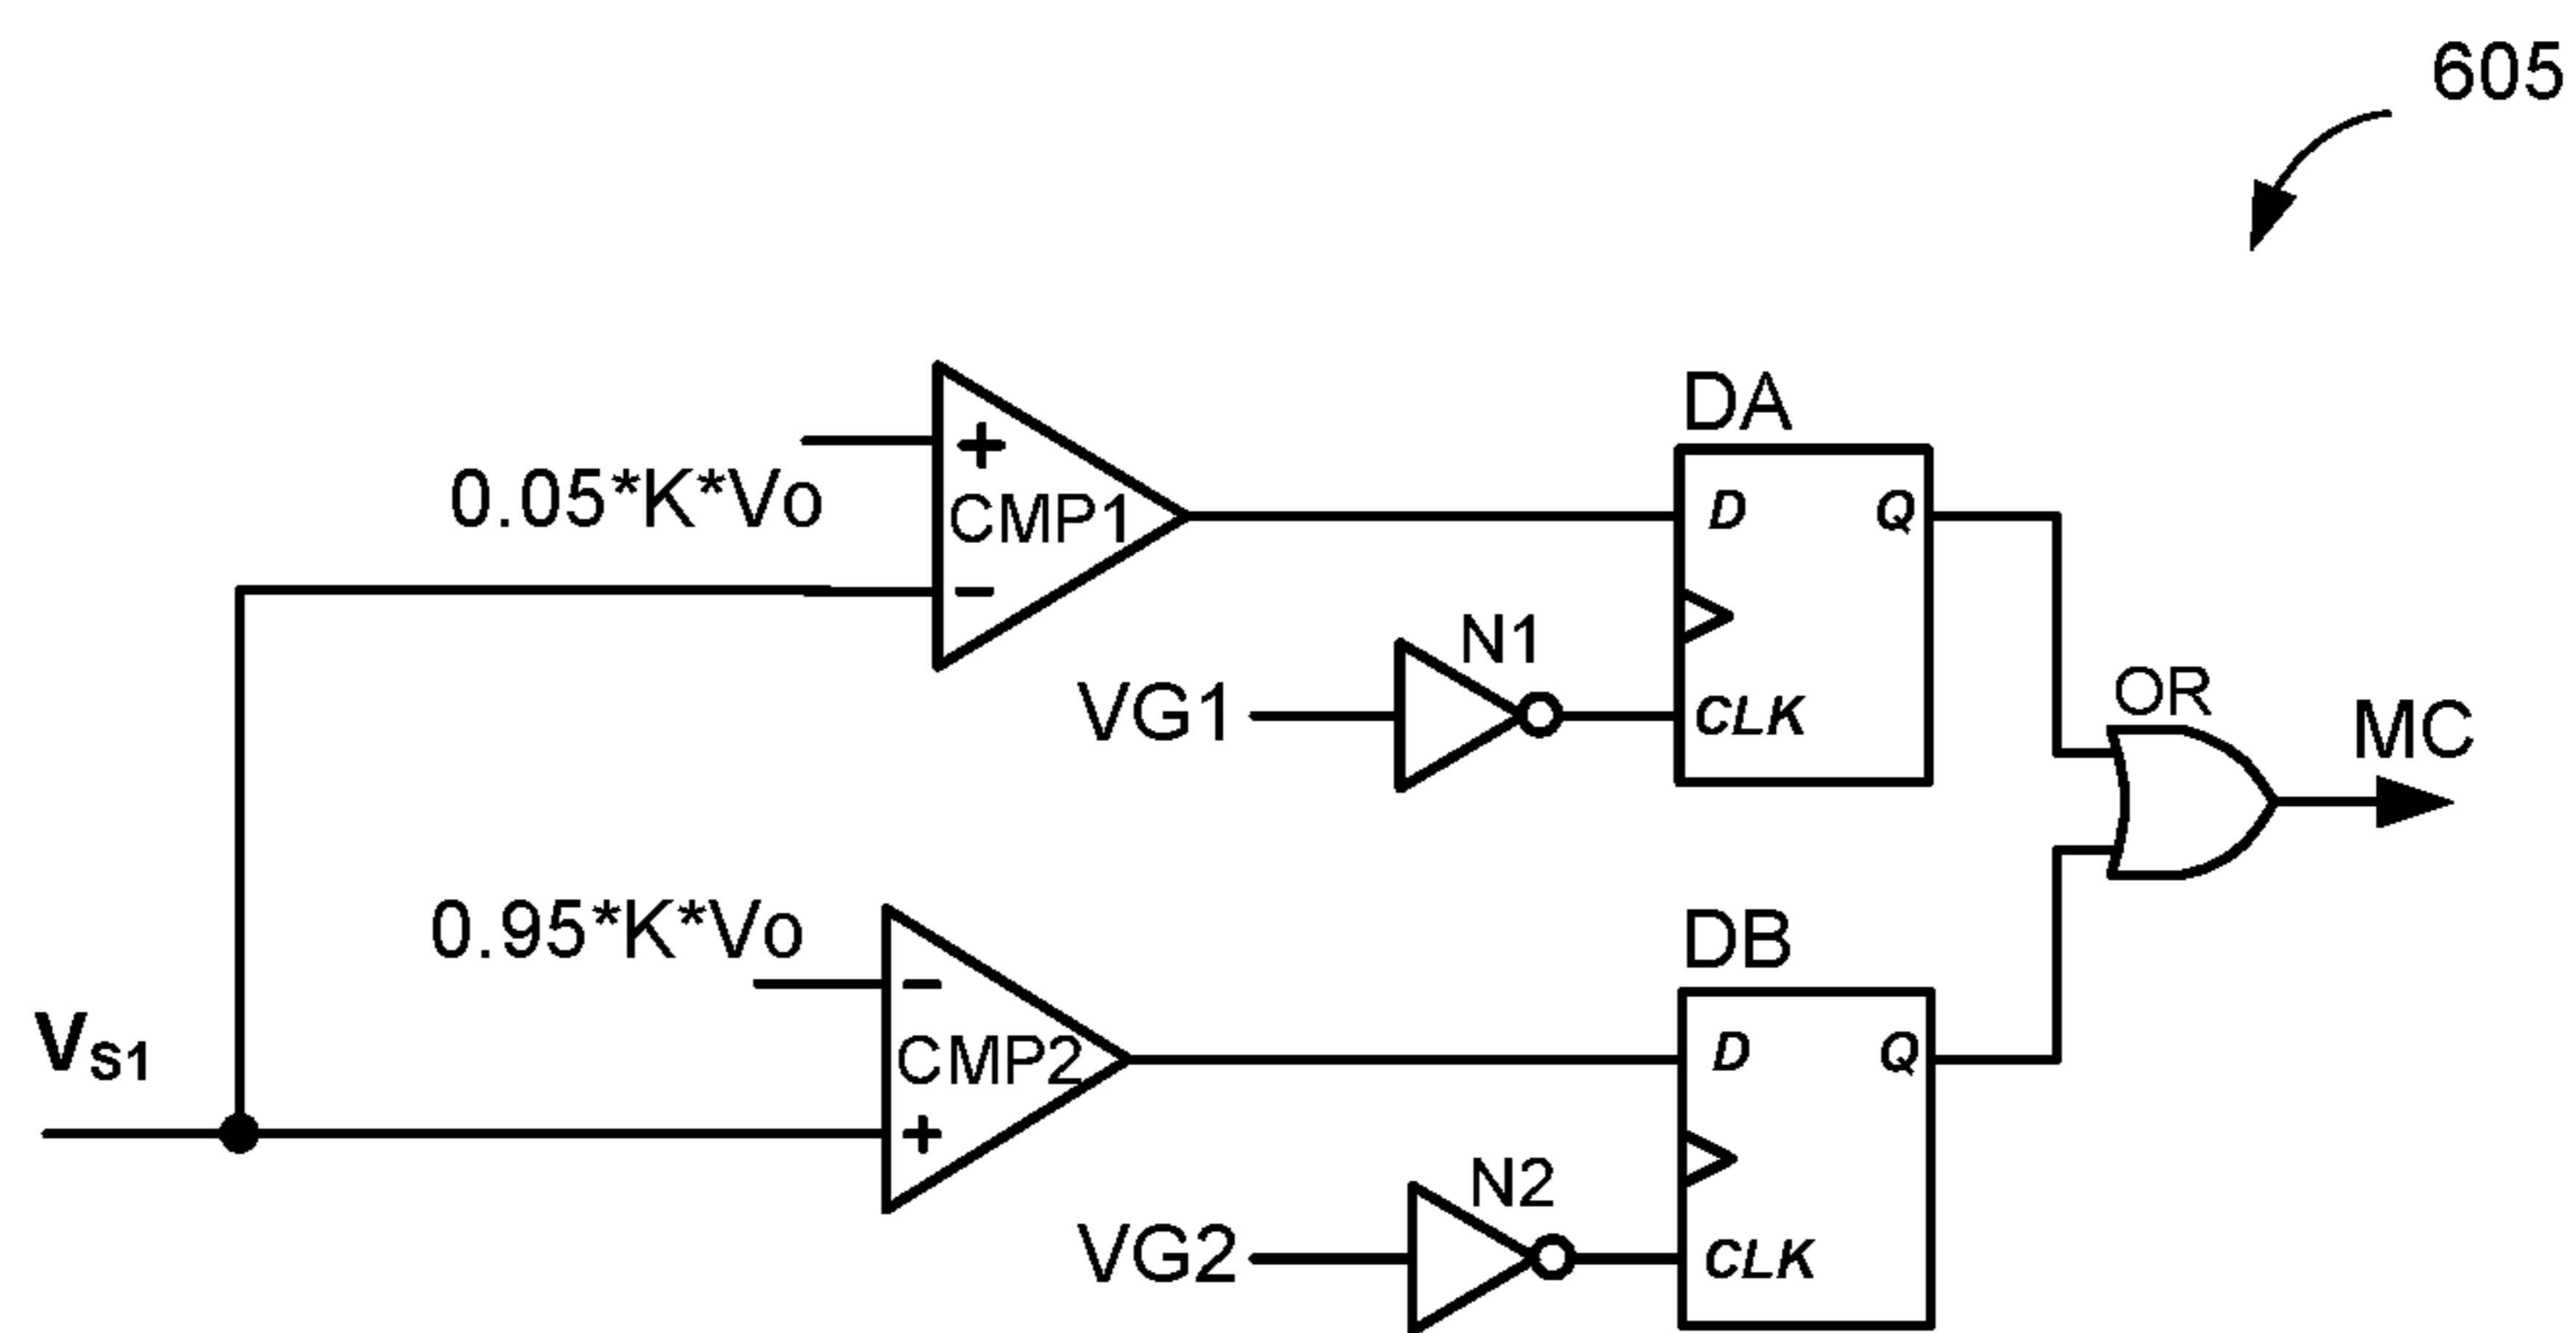 605
DA
+
0.05*K*Vo
CMP1
D
Q
−
N1
VG1
CLK
OR
MC
0.95*K*Vo
−
DB
VS1
CMP2
D
Q
+
N2
VG2
CLK